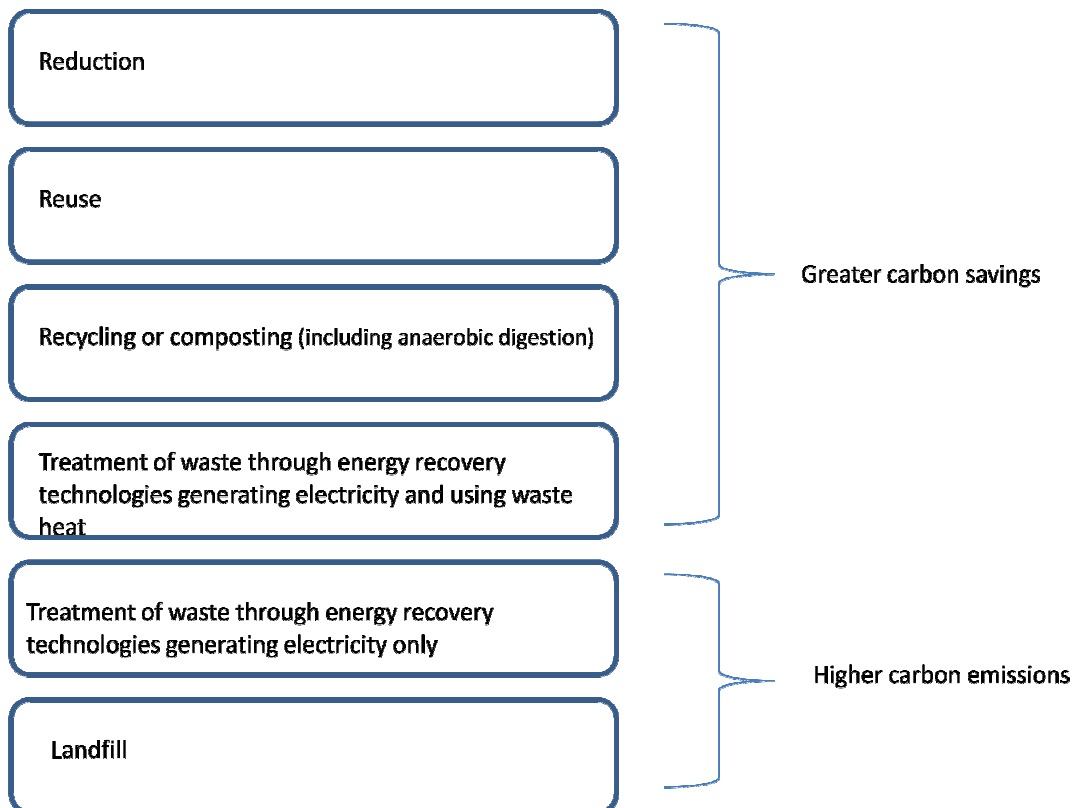 Reduction
Reuse
Recycling or composting (including anaerobic digestion)
Treatment of waste through energy recovery
technologies generating electricity and using waste
heat
Greater carbon savings
Treatment of waste through energy recovery
technologies generating electricity only
Landfill
Higher carbon emissions